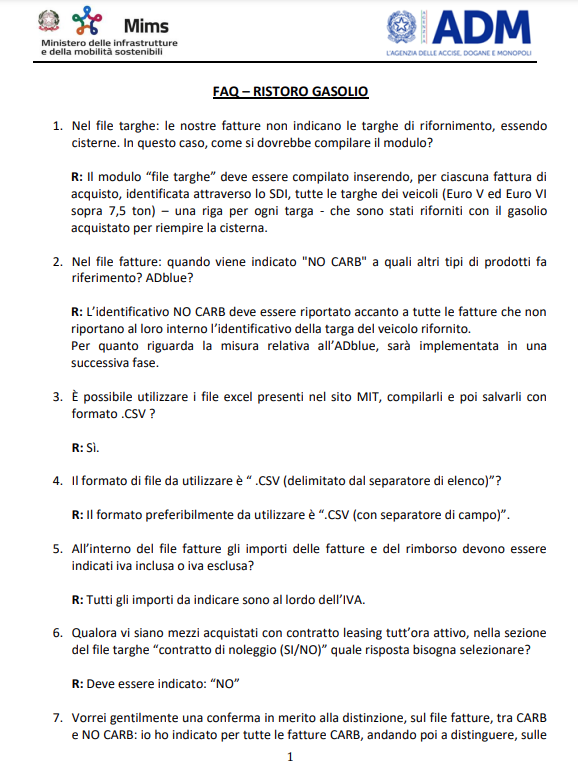 Mims
Ministero delle infrastrutture
e della mobilità sostenibili
AGENZIA
ADM
L'AGENZIA DELLE ACCISE, DOGANE E MONOPOLI
FAQ – RISTORO GASOLIO
1. Nel file targhe: le nostre fatture non indicano le targhe di rifornimento, essendo
cisterne. In questo caso, come si dovrebbe compilare il modulo?
R: Il modulo “file targhe” deve essere compilato inserendo, per ciascuna fattura di
acquisto, identificata attraverso lo SDI, tutte le targhe dei veicoli (Euro V ed Euro VI
sopra 7,5 ton) – una riga per ogni targa - che sono stati riforniti con il gasolio
acquistato per riempire la cisterna.
2. Nel file fatture: quando viene indicato "NO CARB" a quali altri tipi di prodotti fa
riferimento? ADblue?
R: L’identificativo NO CARB deve essere riportato accanto a tutte le fatture che non
riportano al loro interno l’identificativo della targa del veicolo rifornito.
Per quanto riguarda la misura relativa all’ADblue, sarà implementata in una
successiva fase.
3. È possibile utilizzare i file excel presenti nel sito MIT, compilarli e poi salvarli con
formato .CSV ?
R: Sì.
4. Il formato di file da utilizzare è “ .CSV (delimitato dal separatore di elenco)”?
R: Il formato preferibilmente da utilizzare è “.CSV (con separatore di campo)”.
5. All’interno del file fatture gli importi delle fatture e del rimborso devono essere
indicati iva inclusa o iva esclusa?
R: Tutti gli importi da indicare sono al lordo dell’IVA.
6. Qualora vi siano mezzi acquistati con contratto leasing tutt’ora attivo, nella sezione
del file targhe “contratto di noleggio (SI/NO)” quale risposta bisogna selezionare?
R: Deve essere indicato: “NO”
7. Vorrei gentilmente una conferma in merito alla distinzione, sul file fatture, tra CARB
e NO CARB: io ho indicato per tutte le fatture CARB, andando poi a distinguere, sulle
1